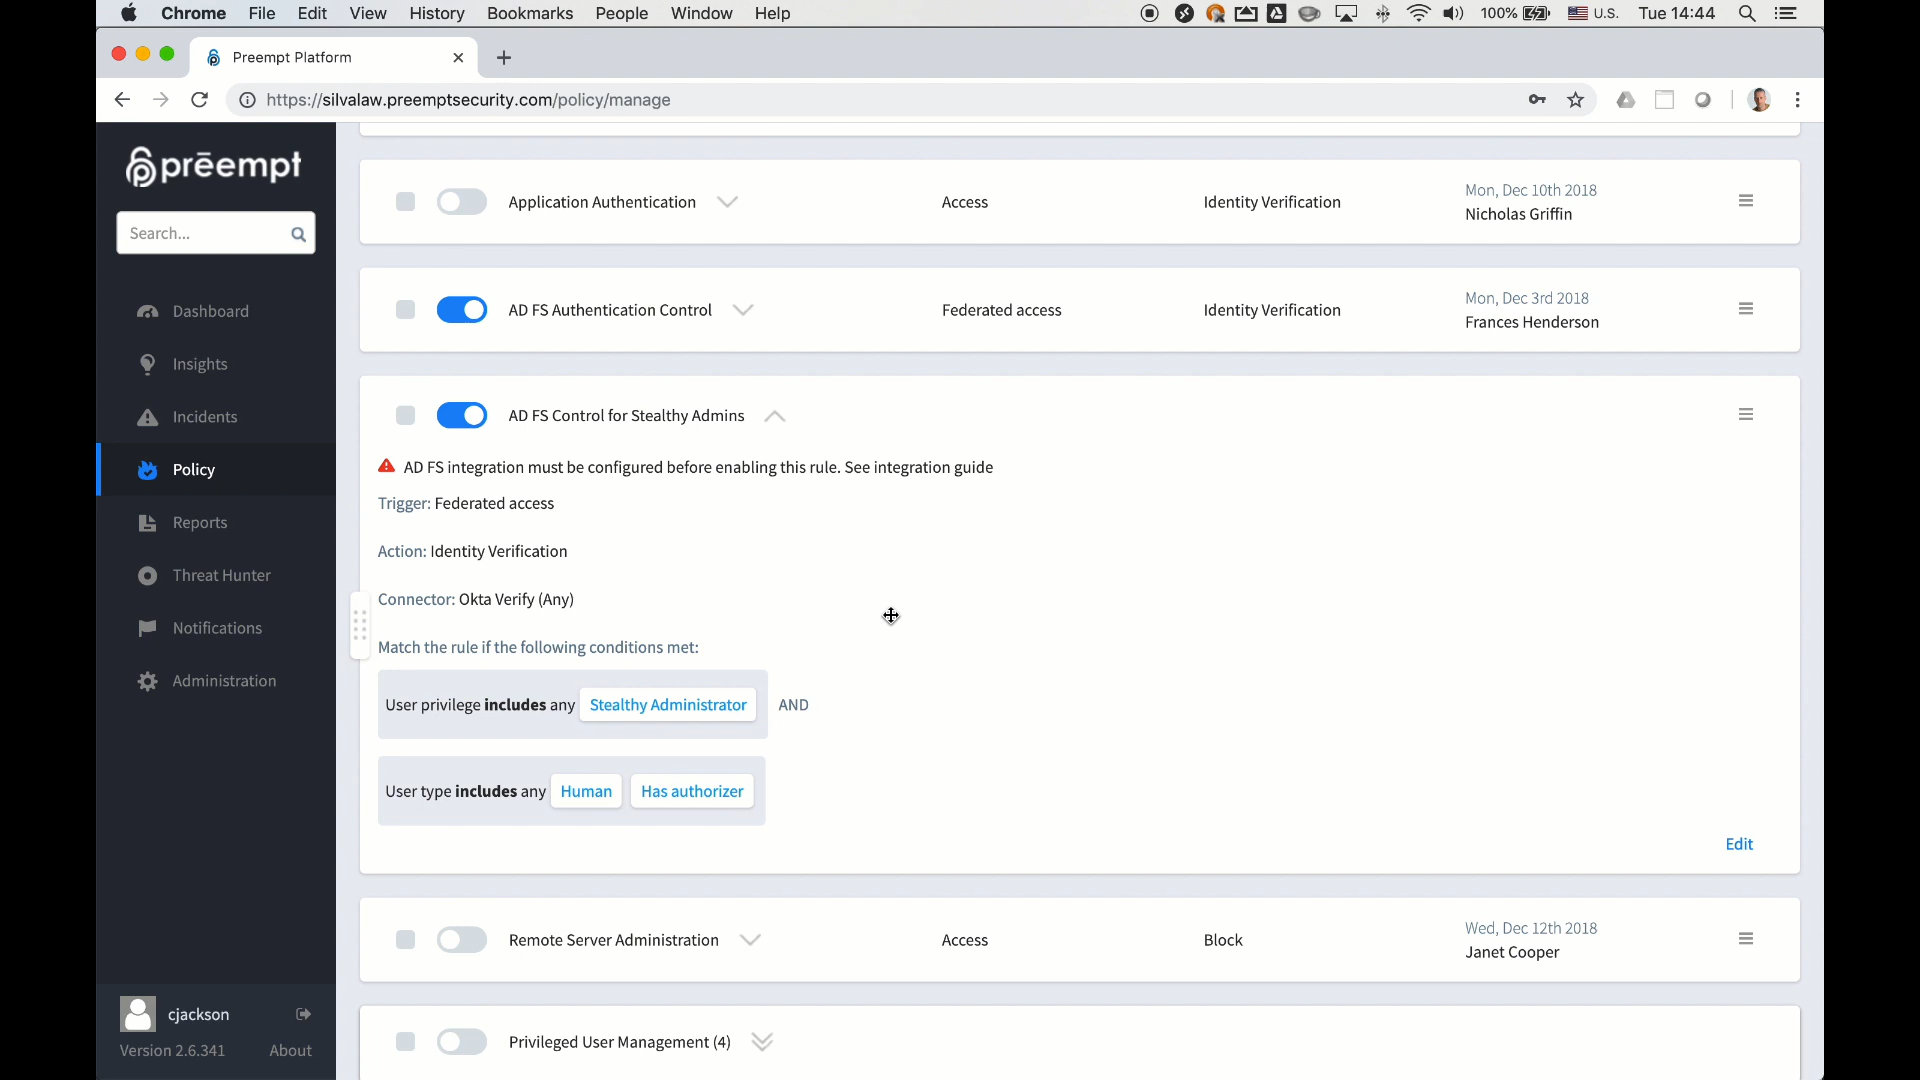 Chrome File Edit View History Bookmarks People Window Help 100% U.S. Tue 14:44
Preempt Platform
https://silvalaw.preemptsecurity.com/policy/manage
prēempt
Search...
Dashboard
Insights
Incidents
Policy
Reports
Threat Hunter
Notifications
Administration
cjackson
Version 2.6.341 About
Application Authentication Access Identity Verification Mon, Dec 10th 2018
Nicholas Griffin
AD FS Authentication Control Federated access Identity Verification Mon, Dec 3rd 2018
Frances Henderson
AD FS Control for Stealthy Admins
AD FS integration must be configured before enabling this rule. See integration guide
Trigger: Federated access
Action: Identity Verification
Connector: Okta Verify (Any)
Match the rule if the following conditions met:
User privilege includes any Stealthy Administrator AND
User type includes any Human Has authorizer
Edit
Remote Server Administration Access Block Wed, Dec 12th 2018
Janet Cooper
Privileged User Management (4)